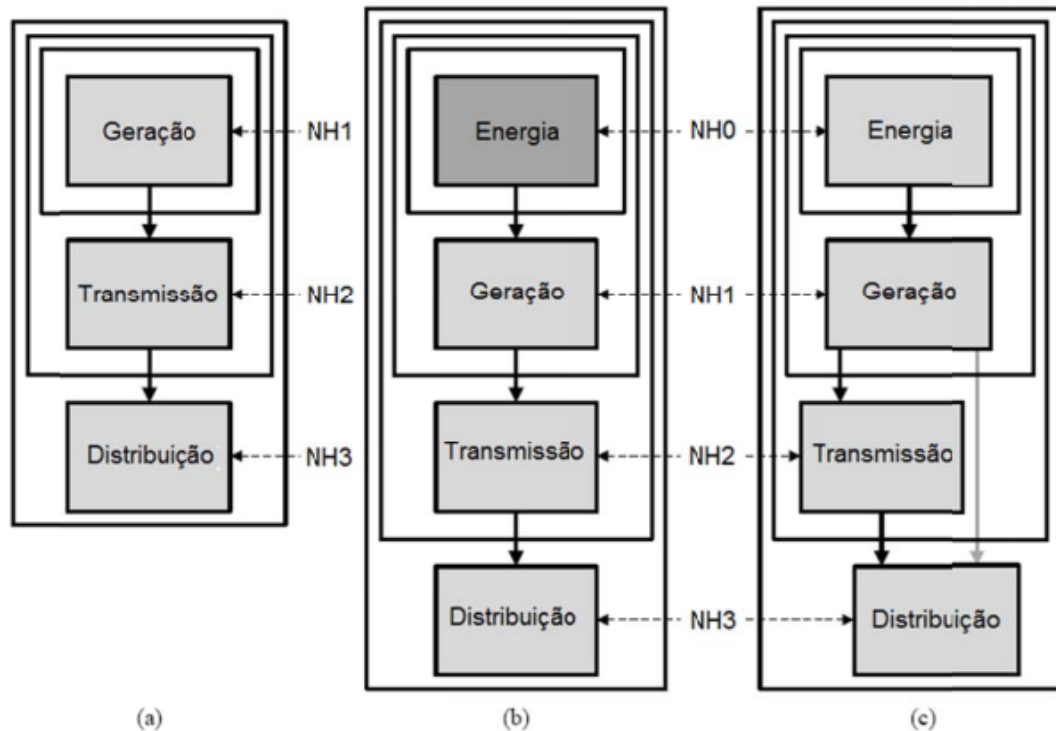 Geração
NH1
Energia
NH0
Energia
Transmissão
NH2
Geração
NH1
Geração
Distribuição
NH3
Transmissão
NH2
Transmissão
Distribuição
NH3
Distribuição
(a)
(b)
(c)